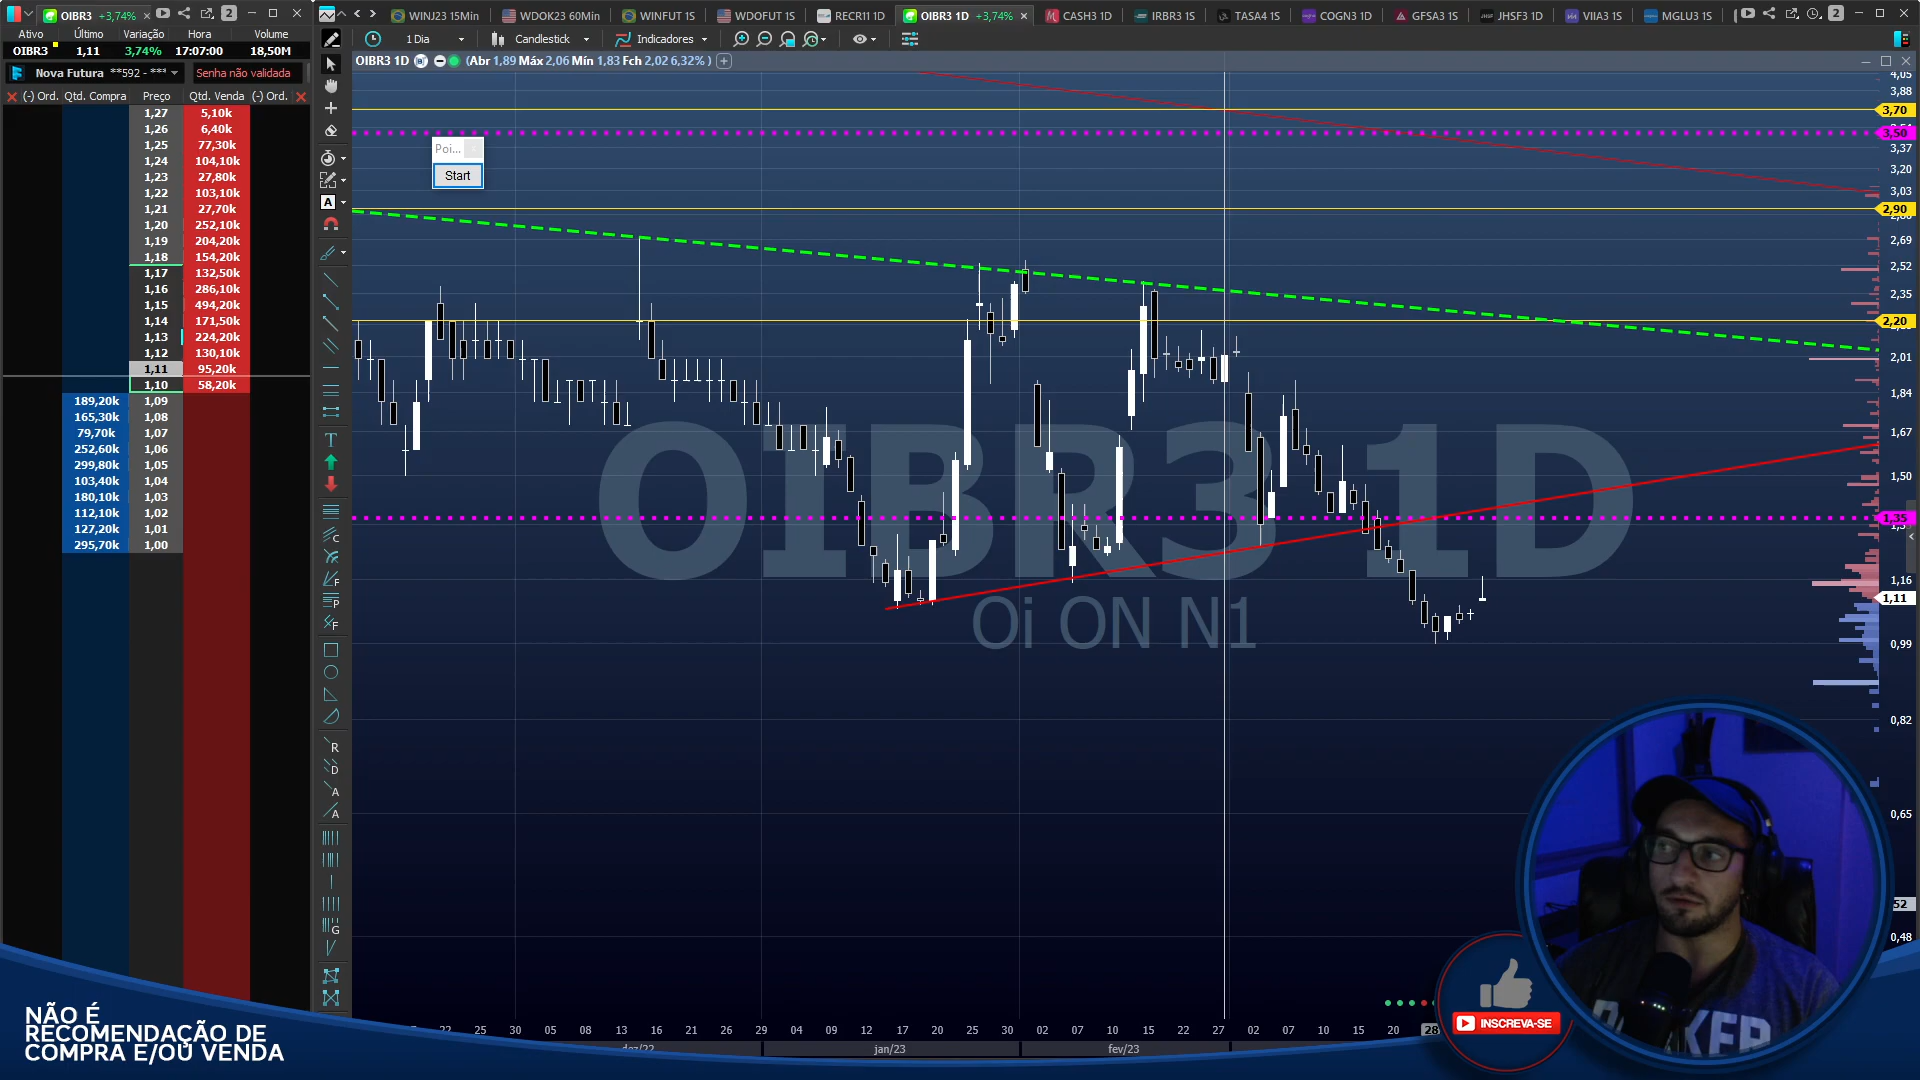 OIBR3 +3,74%
2
Ativo Último Variação Hora Volume
OIBR3 1,11 3,74% 17:07:00 18,50M
Nova Futura **592 - *** Senha não validada
(-) Ord. Qtd. Compra Preço Qtd. Venda (-) Ord.
1,27 5,10k
1,26 6,40k
1,25 77,30k
1,24 104,10k
1,23 27,80k
1,22 103,10k
1,21 27,70k
1,20 252,10k
1,19 204,20k
1,18 154,20k
1,17 132,50k
1,16 286,10k
1,15 494,20k
1,14 171,50k
1,13 224,20k
1,12 130,10k
1,11 95,20k
1,10 58,20k
189,20k 1,09
165,30k 1,08
79,70k 1,07
252,60k 1,06
299,80k 1,05
103,40k 1,04
180,10k 1,03
112,10k 1,02
127,20k 1,01
295,70k 1,00
WINJ23 15Min WDOK23 60Min WINFUT 1S WDOFUT 1S RECR11 1D OIBR3 1D +3,74% CASH3 1D IRBR3 1S TASA4 1S COGN3 1D GFSA3 1S JHSF3 1D VIIA3 1S MGLU3 1S 2
1 Dia Candlestick Indicadores
OIBR3 1D (Abr 1,89 Máx 2,06 Mín 1,83 Fch 2,02 6,32% )
Poi...
Start
OIBR3 1D
Oi ON N1
4,05
3,88
3,70
3,50
3,37
3,20
3,03
2,90
2,69
2,52
2,35
2,20
2,01
1,84
1,67
1,50
1,35
1,16
1,11
0,99
0,82
0,65
52
0,48
22 25 30 05 08 13 16 21 26 29 04 09 12 17 20 25 30 02 07 10 15 22 27 02 07 10 15 20 28
dez/22 jan/23 fev/23
NÃO É
RECOMENDAÇÃO DE
COMPRA E/OU VENDA
INSCREVA-SE